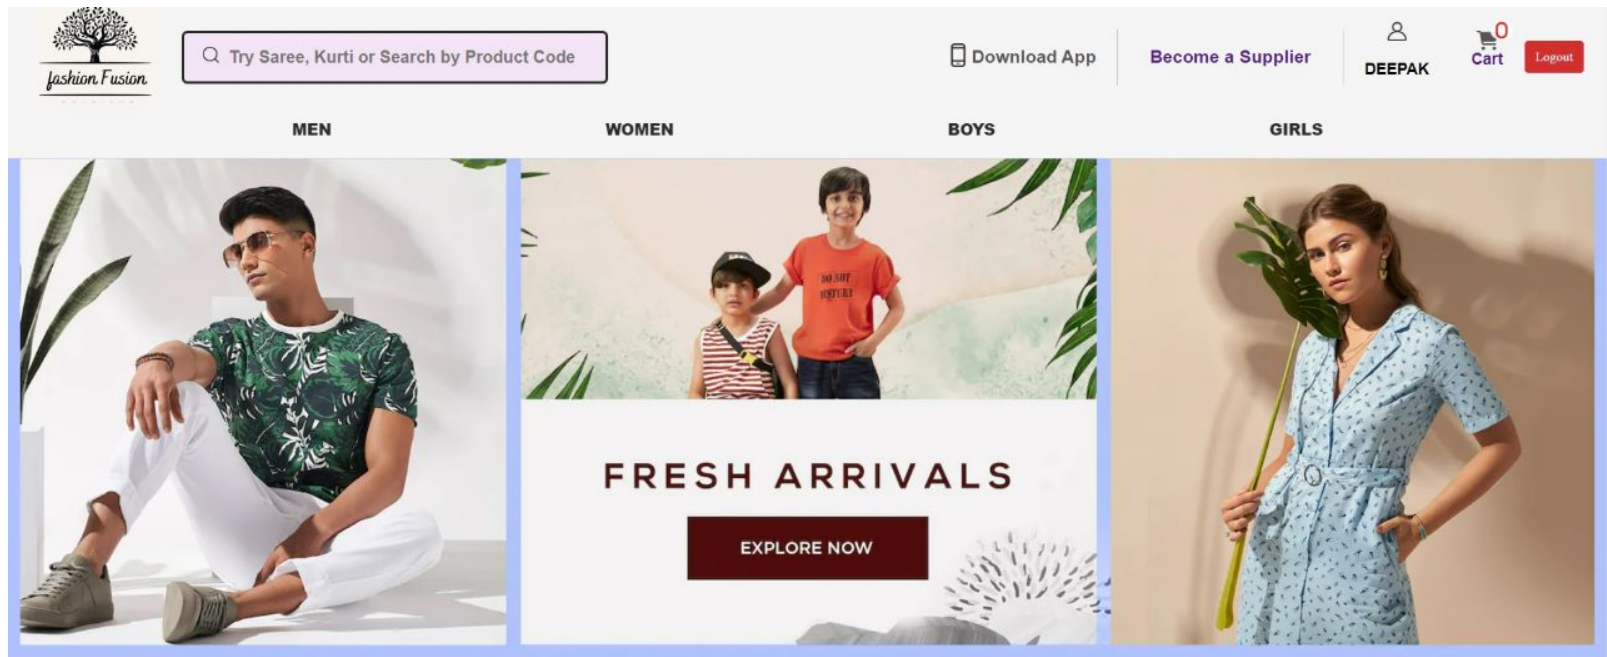 fashion Fusion
Try Saree, Kurti or Search by Product Code
Download App
Become a Supplier
DEEPAK
0
Cart
Logout
MEN
WOMEN
BOYS
GIRLS
DO NOT
DISTURB
FRESH ARRIVALS
EXPLORE NOW